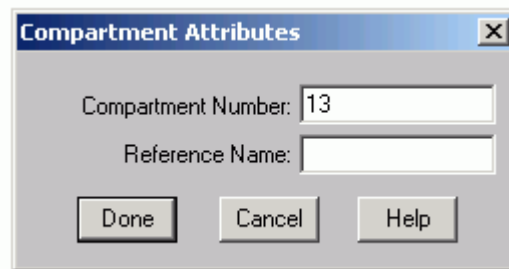 Compartment Attributes
Compartment Number: 13
Reference Name:
Done Cancel Help